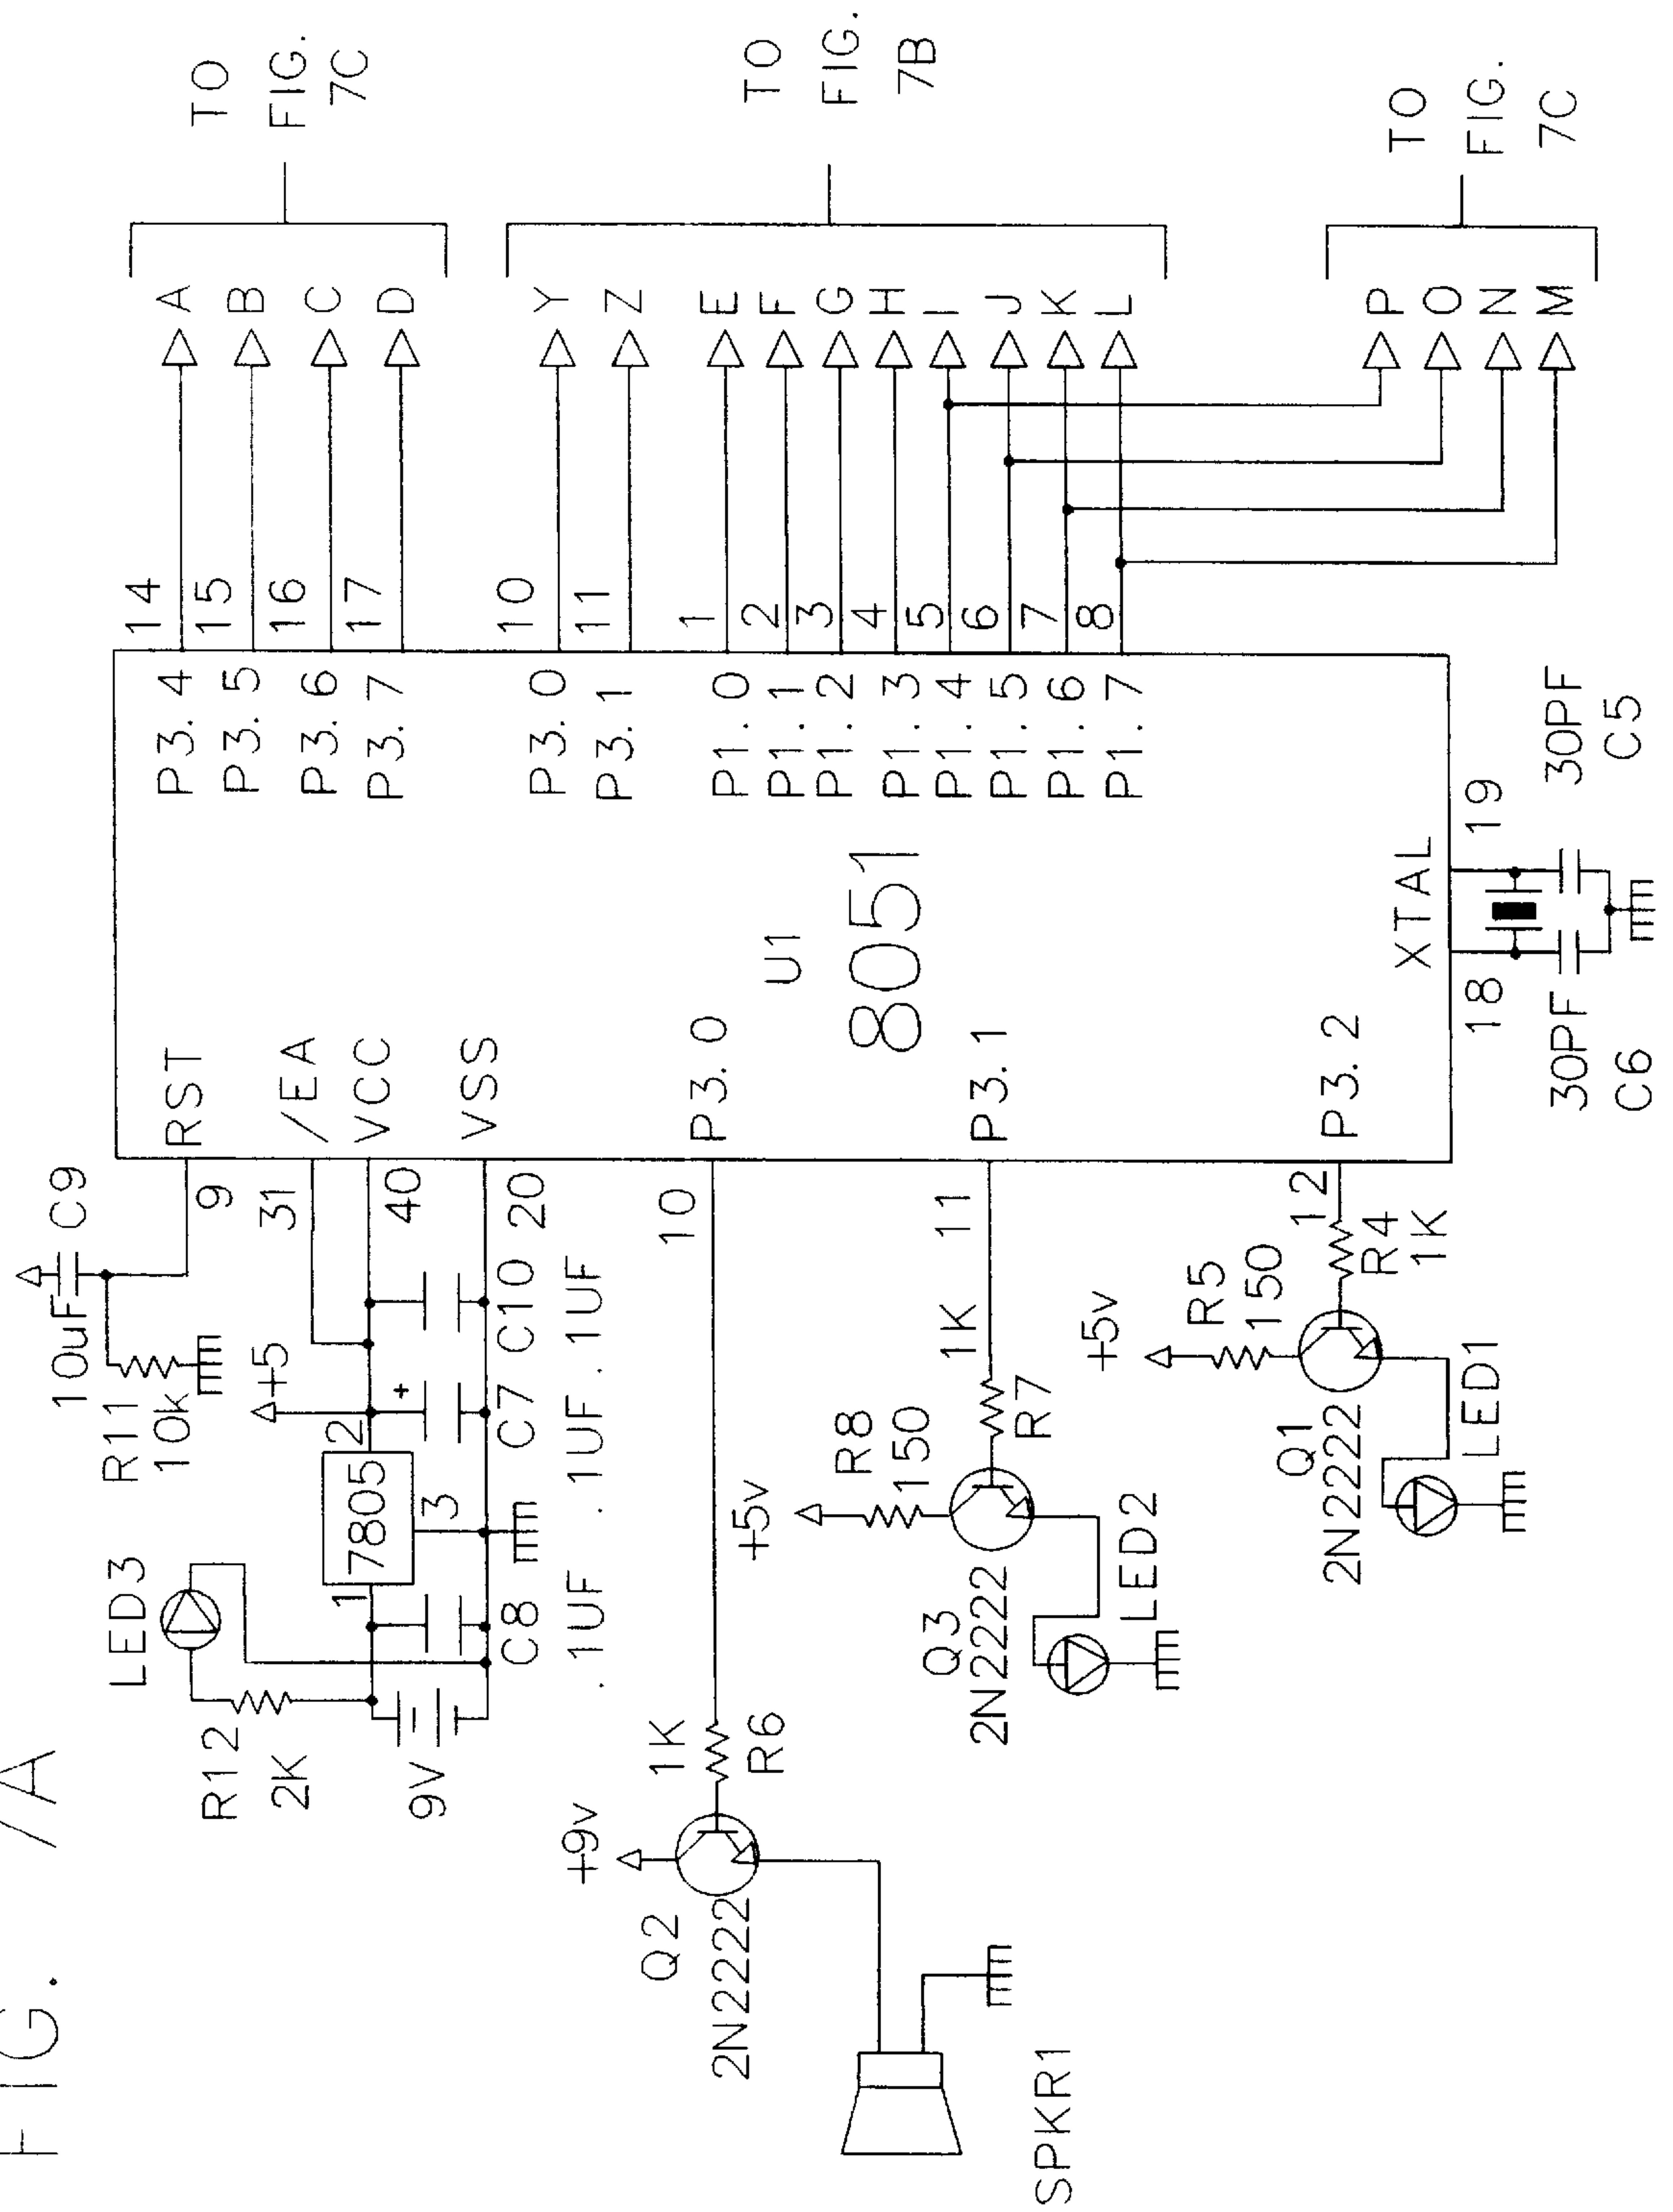 FIG. 7A
LED3
R12
2K
9V
1
7805
2
3
+5
C8
.1UF
C7
.1UF
C10
.1UF
R11
10k
10uF
C9
9
31
40
20
RST
/EA
VCC
VSS
+9v
Q2
2N2222
1K
R6
10
P3.0
SPKR1
+5v
R8
150
Q3
2N2222
LED2
1K
R7
11
P3.1
+5v
R5
150
Q1
2N2222
LED1
R4
1K
12
P3.2
U1
8051
XTAL
18
19
30PF
C6
30PF
C5
P3.4
14
A
P3.5
15
B
P3.6
16
C
P3.7
17
D
TO
FIG.
7C
P3.0
10
Y
P3.1
11
Z
P1.0
1
E
P1.1
2
F
P1.2
3
G
P1.3
4
H
P1.4
5
I
P1.5
6
J
P1.6
7
K
P1.7
8
L
TO
FIG.
7B
P
O
N
M
TO
FIG.
7C